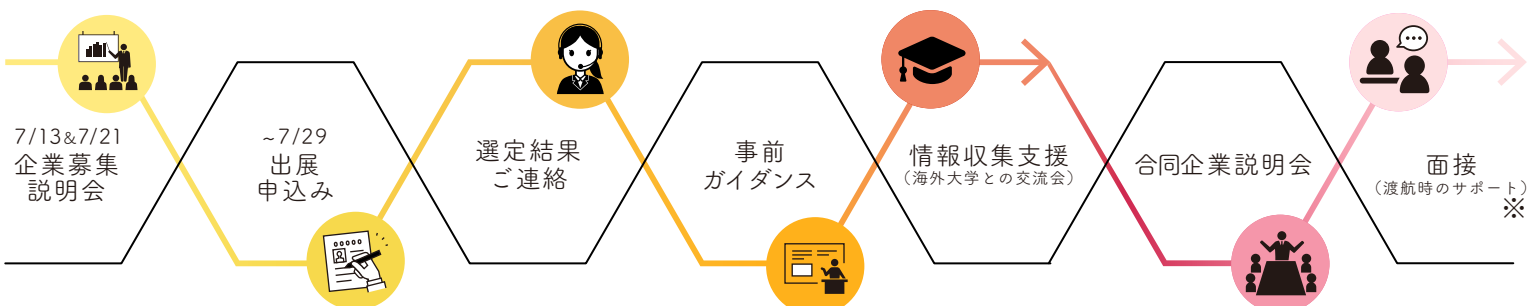 7/13&7/21
企業募集
説明会
~7/29
出展
申込み
選定結果
ご連絡
事前
ガイダンス
情報収集支援
（海外大学との交流会）
合同企業説明会
面接
（渡航時のサポート）
※